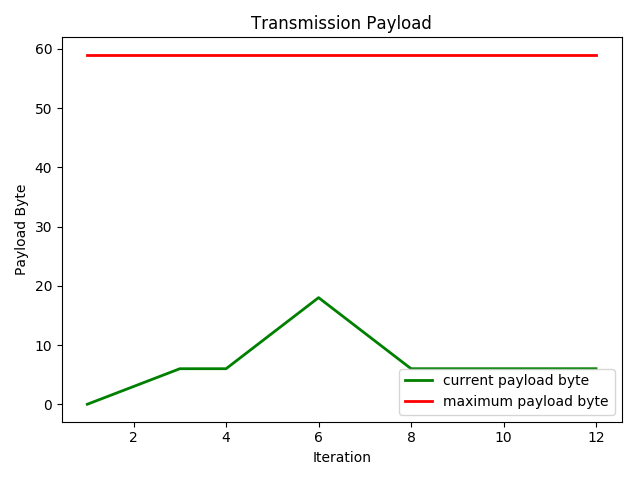 Transmission Payload
60
50
40
30
20
10
0
Payload Byte
current payload byte
maximum payload byte
2 4 6 8 10 12
Iteration